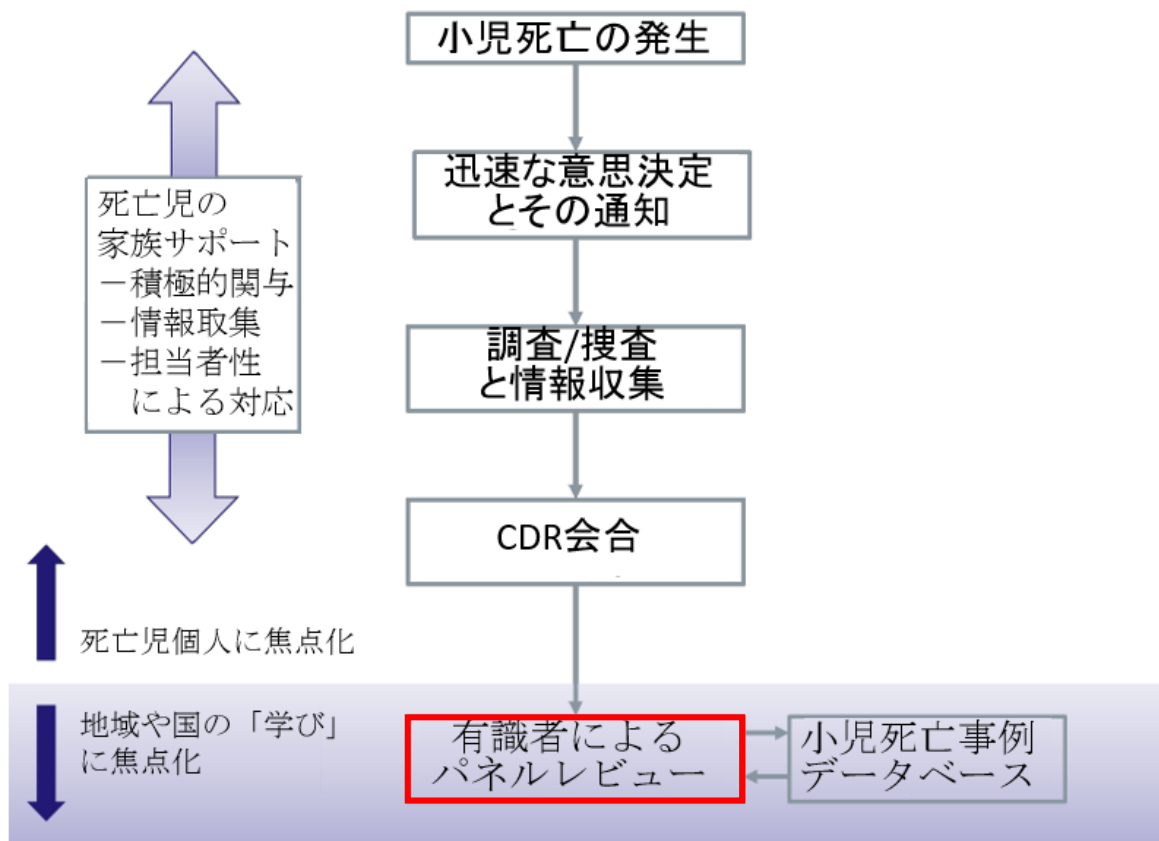 小児死亡の発生
迅速な意思決定
とその通知
死亡児の
家族サポート
－積極的関与
－情報取集
－担当者性
による対応
調査/捜査
と情報収集
CDR会合
死亡児個人に焦点化
地域や国の「学び」
に焦点化
有識者による
パネルレビュー
小児死亡事例
データベース